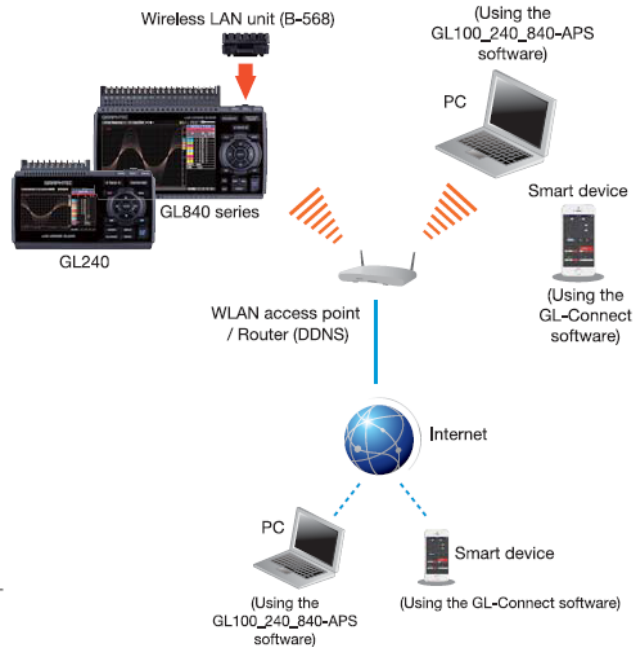 Wireless LAN unit (B-568)
(Using the
GL100_240_840-APS
software)
PC
GRAPHTEC
GL840 series
GL240
Smart device
(Using the
GL-Connect
software)
WLAN access point
/ Router (DDNS)
Internet
PC
(Using the
GL100_240_840-APS
software)
Smart device
(Using the GL-Connect software)